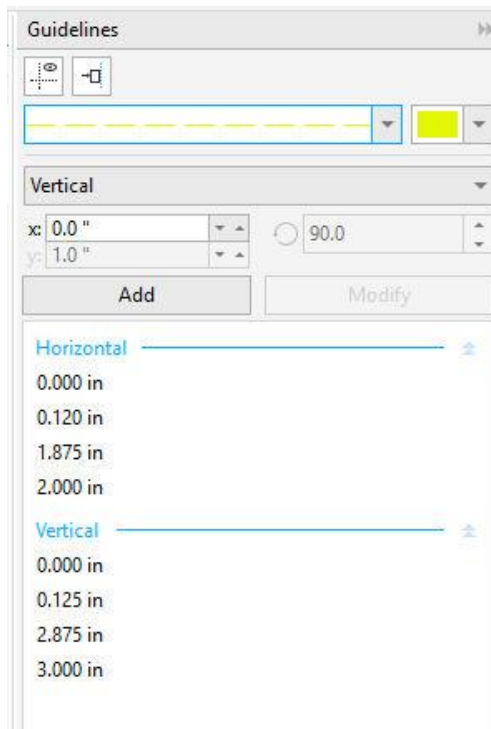 Guidelines
Vertical
x: 0.0 "
90.0
y: 1.0 "
Add
Modify
Horizontal
0.000 in
0.120 in
1.875 in
2.000 in
Vertical
0.000 in
0.125 in
2.875 in
3.000 in